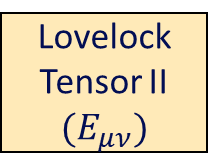 Lovelock
Tensor II
(E_{μν})